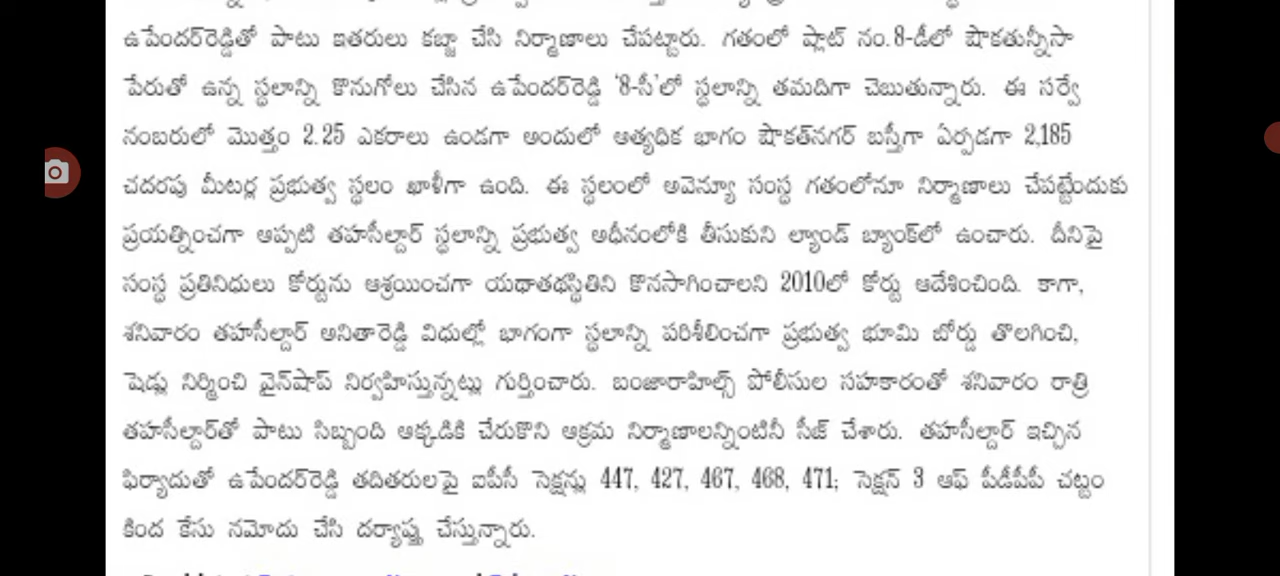 ఉపేందర్‌రెడ్డితో పాటు ఇతరులు కబ్జా చేసి నిర్మాణాలు చేపట్టారు. గతంలో ప్లాట్ నం.8-డీలో షౌకతున్నీసా
పేరుతో ఉన్న స్థలాన్ని కొనుగోలు చేసిన ఉపేందర్‌రెడ్డి '8-సీ'లో స్థలాన్ని తమదిగా చెబుతున్నారు. ఈ సర్వే
నంబరులో మొత్తం 2.25 ఎకరాలు ఉండగా అందులో అత్యధిక భాగం షౌకత్‌నగర్ బస్తీగా ఏర్పడగా 2,185
చదరపు మీటర్ల ప్రభుత్వ స్థలం ఖాళీగా ఉంది. ఈ స్థలంలో అవెన్యూ సంస్థ గతంలోనూ నిర్మాణాలు చేపట్టేందుకు
ప్రయత్నించగా అప్పటి తహసీల్దార్ స్థలాన్ని ప్రభుత్వ అధీనంలోకి తీసుకుని ల్యాండ్ బ్యాంక్‌లో ఉంచారు. దీనిపై
సంస్థ ప్రతినిధులు కోర్టును ఆశ్రయించగా యథాతథస్థితిని కొనసాగించాలని 2010లో కోర్టు ఆదేశించింది. కాగా,
శనివారం తహసీల్దార్ అనితారెడ్డి విధుల్లో భాగంగా స్థలాన్ని పరిశీలించగా ప్రభుత్వ భూమి బోర్డు తొలగించి,
షెడ్లు నిర్మించి వైన్‌షాప్ నిర్వహిస్తున్నట్లు గుర్తించారు. బంజారాహిల్స్ పోలీసుల సహకారంతో శనివారం రాత్రి
తహసీల్దార్‌తో పాటు సిబ్బంది అక్కడికి చేరుకొని ఆక్రమ నిర్మాణాలన్నింటినీ సీజ్ చేశారు. తహసీల్దార్ ఇచ్చిన
ఫిర్యాదుతో ఉపేందర్‌రెడ్డి తదితరులపై ఐపీసీ సెక్షన్లు 447, 427, 467, 468, 471; సెక్షన్ 3 ఆఫ్ పీడీపీపీ చట్టం
కింద కేసు నమోదు చేసి దర్యాప్తు చేస్తున్నారు.